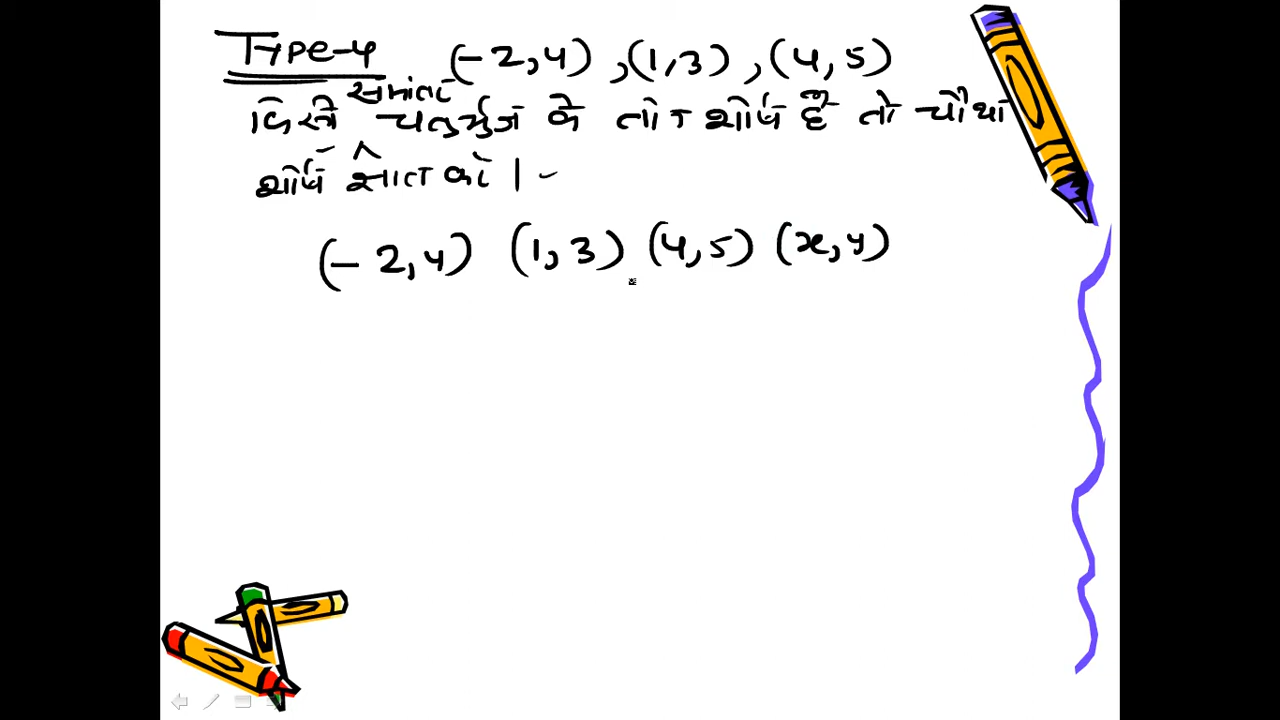 Type-4 (-2,4) , (1,3) , (4,5)
किसी समांतर चतुर्भुज के तीन शीर्ष हैं तो चौथा
शीर्ष ज्ञात करो |
(-2,4) (1,3) (4,5) (x,y)